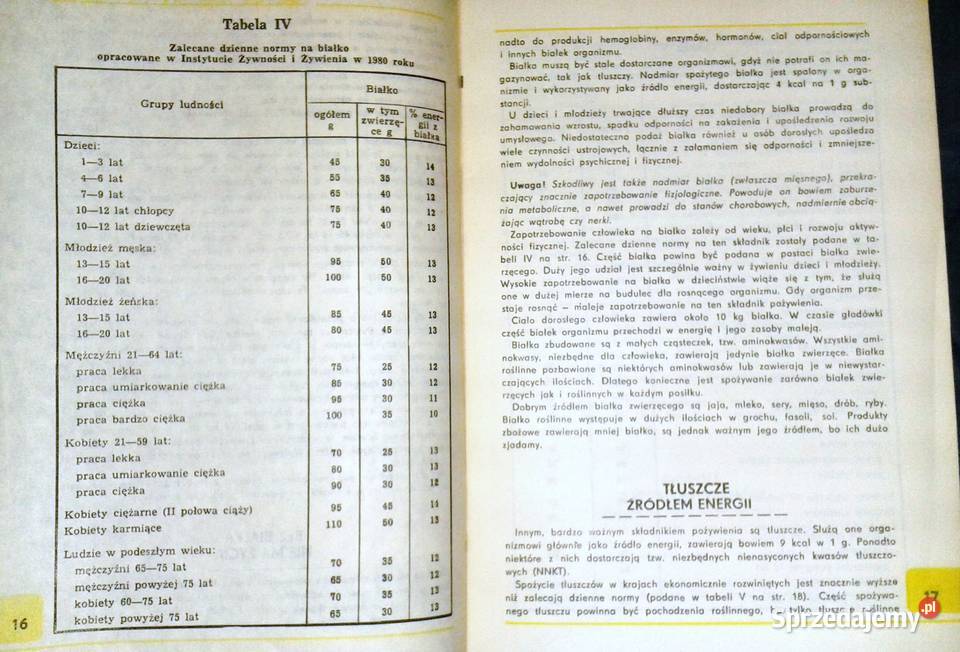 Tabela IV
Zalecane dzienne normy na białko
opracowane w Instytucie Żywności i Żywienia w 1980 roku
Grupy ludności
Białko
ogółem g
w tym zwierzęce g
% energii z białka
Dzieci:
1—3 lat 45 30 14
4—6 lat 55 35 13
7—9 lat 65 40 12
10—12 lat chłopcy 75 40 12
10—12 lat dziewczęta 75 40 13
Młodzież męska:
13—15 lat 95 50 13
16—20 lat 100 50 13
Młodzież żeńska:
13—15 lat 85 45 13
16—20 lat 80 45 13
Mężczyźni 21—64 lat:
praca lekka 75 25 12
praca umiarkowanie ciężka 85 30 12
praca ciężka 95 30 11
praca bardzo ciężka 100 35 10
Kobiety 21—59 lat:
praca lekka 70 25 13
praca umiarkowanie ciężka 80 30 13
praca ciężka 90 30 12
Kobiety ciężarne (II połowa ciąży) 95 45 14
Kobiety karmiące 110 50 13
Ludzie w podeszłym wieku:
mężczyźni 65—75 lat 70 35 12
mężczyźni powyżej 75 lat 65 30 12
kobiety 60—75 lat 70 35 13
kobiety powyżej 75 lat 65 30 13
16
nadto do produkcji hemoglobiny, enzymów, hormonów, ciał odpornościowych
i innych białek organizmu.
Białka muszą być stale dostarczane organizmowi, gdyż nie potrafi on ich ma-
gazynować, tak jak tłuszczy. Nadmiar spożytego białka jest spalany w orga-
nizmie i wykorzystywany jako źródło energii, dostarczając 4 kcal na 1 g sub-
stancji.
U dzieci i młodzieży trwające dłuższy czas niedobory białka prowadzą do
zahamowania wzrostu, spadku odporności na zakażenia i upośledzenia rozwoju
umysłowego. Niedostateczna podaż białka również u osób dorosłych upośledza
wiele czynności ustrojowych, łącznie z załamaniem się odporności i zmniejsze-
niem wydolności psychicznej i fizycznej.
Uwaga! Szkodliwy jest także nadmiar białka (zwłaszcza mięsnego), przekra-
czający znacznie zapotrzebowanie fizjologiczne. Powoduje on bowiem zaburze-
nia metaboliczne, a nawet prowadzi do stanów chorobowych, nadmiernie obcią-
żając wątrobę czy nerki.
Zapotrzebowanie człowieka na białko zależy od wieku, płci i rozwoju aktyw-
ności fizycznej. Zalecane dzienne normy na ten składnik zostały podane w ta-
beli IV na str. 16. Część białka powina być podana w postaci białka zwie-
rzęcego. Duży jego udział jest szczególnie ważny w żywieniu dzieci i młodzieży.
Wysokie zapotrzebowanie na białka w dzieciństwie wiąże się z tym, że służą
one w dużej mierze na budulec dla rosnącego organizmu. Gdy organizm prze-
staje rosnąć — maleje zapotrzebowanie na ten składnik pożywienia.
Ciało dorosłego człowieka zawiera około 10 kg białka. W czasie głodówki
część białek organizmu przechodzi w energię i jego zasoby maleją.
Białka zbudowane są z małych cząsteczek, tzw. aminokwasów. Wszystkie ami-
nokwasy, niezbędne dla człowieka, zawierają jedynie białka zwierzęce. Białka
roślinne pozbawione są niektórych aminokwasów lub zawierają je w niewystar-
czających ilościach. Dlatego konieczne jest spożywanie zarówno białek zwie-
rzęcych jak i roślinnych w każdym posiłku.
Dobrym źródłem białka zwierzęcego są jaja, mleko, sery, mięso, drób, ryby.
Białko roślinne występuje w dużych ilościach w grochu, fasoli, soi. Produkty
zbożowe zawierają mniej białka, są jednak ważnym jego źródłem, bo ich dużo
zjadamy.
TŁUSZCZE
ŹRÓDŁEM ENERGII
Innym, bardzo ważnym składnikiem pożywienia są tłuszcze. Służą one orga-
nizmowi głównie jako źródło energii, zawierają bowiem 9 kcal w 1 g. Ponadto
niektóre z nich dostarczają tzw. niezbędnych nienasyconych kwasów tłuszczo-
wych (NNKT).
Spożycie tłuszczów w krajach ekonomicznie rozwiniętych jest znacznie wyższe
niż zalecają dzienne normy (podane w tabeli V na str. 18). Część spożywa-
nego tłuszczu powinna być pochodzenia roślinnego, tylko tłuszcze roślinne
17
Sprzedajemy.pl